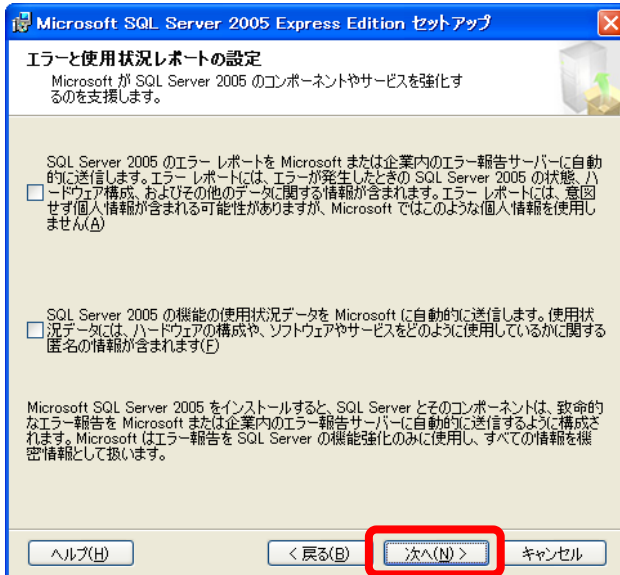 Microsoft SQL Server 2005 Express Edition セットアップ
エラーと使用状況レポートの設定
Microsoft が SQL Server 2005 のコンポーネントやサービスを強化す
るのを支援します。
SQL Server 2005 のエラー レポートを Microsoft または企業内のエラー報告サーバーに自動
的に送信します。エラー レポートには、エラーが発生したときの SQL Server 2005 の状態、ハ
ードウェア構成、およびその他のデータに関する情報が含まれます。エラー レポートには、意図
せず個人情報が含まれる可能性がありますが、Microsoft ではこのような個人情報を使用し
ません(A)
SQL Server 2005 の機能の使用状況データを Microsoft に自動的に送信します。使用状
況データには、ハードウェアの構成や、ソフトウェアやサービスをどのように使用しているかに関する
匿名の情報が含まれます(F)
Microsoft SQL Server 2005 をインストールすると、SQL Server とそのコンポーネントは、致命的
なエラー報告を Microsoft または企業内のエラー報告サーバーに自動的に送信するように構成さ
れます。Microsoft はエラー報告を SQL Server の機能強化のみに使用し、すべての情報を機
密情報として扱います。
ヘルプ(H) < 戻る(B) 次へ(N) > キャンセル